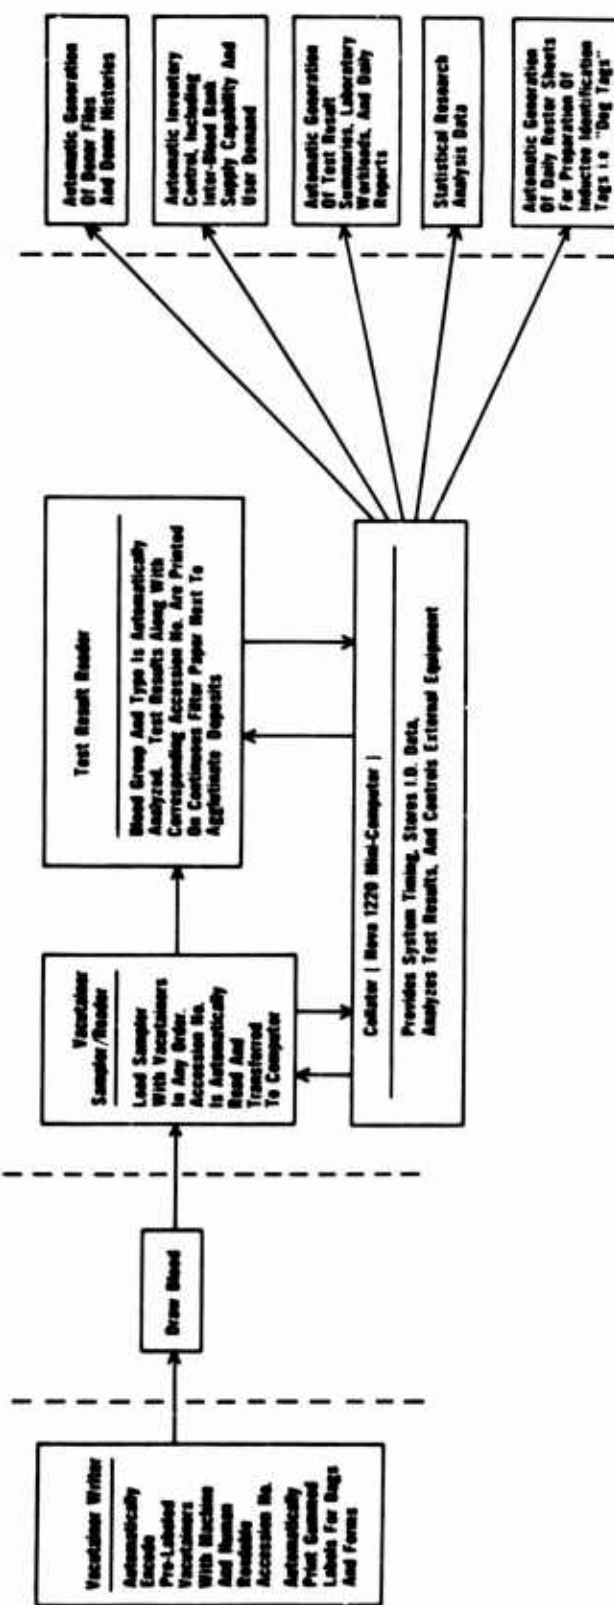 Vacutainer Writer
Automatically
Encode
Pre-Labeled
Vacutainers
With Machine
And Human
Readable
Accession No.
Automatically
Print Gummed
Labels For Bags
And Forms
Draw Blood
Vacutainer
Sampler/Reader
Load Sampler
With Vacutainers
In Any Order.
Accession No.
Is Automatically
Read And
Transferred
To Computer
Test Result Reader
Blood Group And Type Is Automatically
Analyzed. Test Results Along With
Corresponding Accession No. Are Printed
On Continuous Filter Paper Next To
Agglutinate Deposits
Collator ( Nova 1220 Mini-Computer )
Provides System Timing, Stores I.D. Data,
Analyzes Test Results, And Controls External Equipment
Automatic Generation
Of Donor Files
And Donor Histories
Automatic Inventory
Control, Including
Inter-Blood Bank
Supply Capability And
User Demand
Automatic Generation
Of Test Result
Summaries, Laboratory
Workloads, And Daily
Reports
Statistical Research
Analysis Data
Automatic Generation
Of Daily Roster Sheets
For Preparation Of
Inductee Identification
Tags i.e. "Dog Tags"